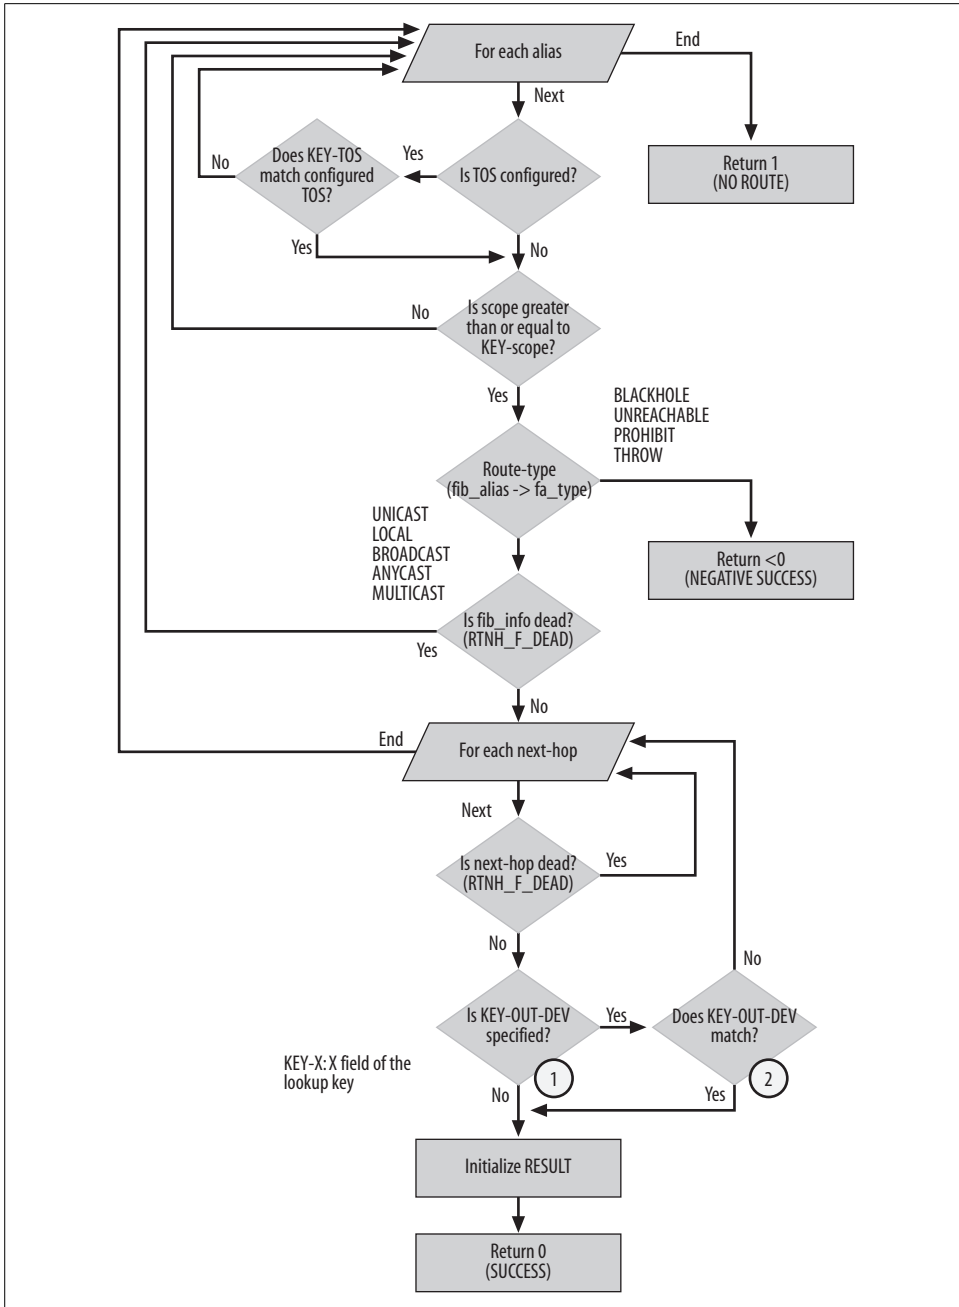 For each alias
End
Next
Return 1
(NO ROUTE)
Does KEY-TOS
match configured
TOS?
No
Yes
Is TOS configured?
Yes
No
Is scope greater
than or equal to
KEY-scope?
No
Yes
BLACKHOLE
UNREACHABLE
PROHIBIT
THROW
Route-type
(fib_alias -> fa_type)
UNICAST
LOCAL
BROADCAST
ANYCAST
MULTICAST
Return <0
(NEGATIVE SUCCESS)
Is fib_info dead?
(RTNH_F_DEAD)
Yes
No
End
For each next-hop
Next
Is next-hop dead?
(RTNH_F_DEAD)
Yes
No
No
Is KEY-OUT-DEV
specified?
Yes
Does KEY-OUT-DEV
match?
KEY-X: X field of the
lookup key
1
2
No
Yes
Initialize RESULT
Return 0
(SUCCESS)